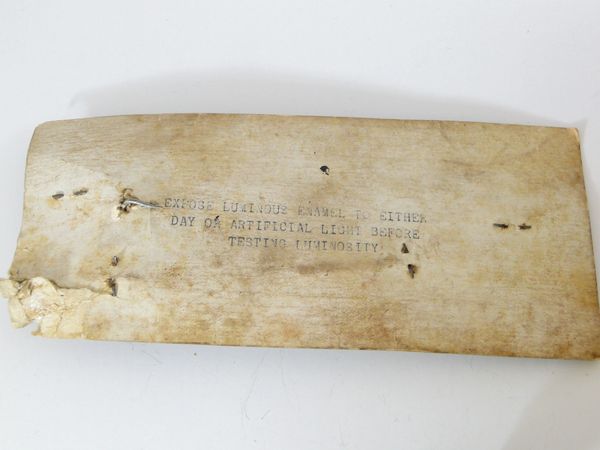 EXPOSE LUMINOUS ENAMEL TO EITHER
DAY OR ARTIFICIAL LIGHT BEFORE
TESTING LUMINOSITY